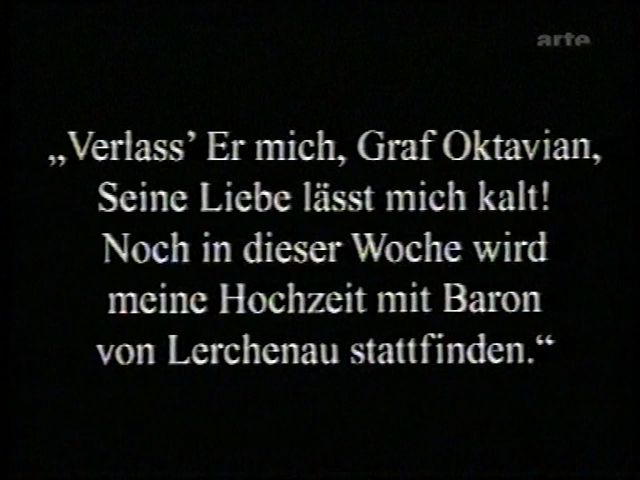 arte
„Verlass’ Er mich, Graf Oktavian,
Seine Liebe lässt mich kalt!
Noch in dieser Woche wird
meine Hochzeit mit Baron
von Lerchenau stattfinden.“